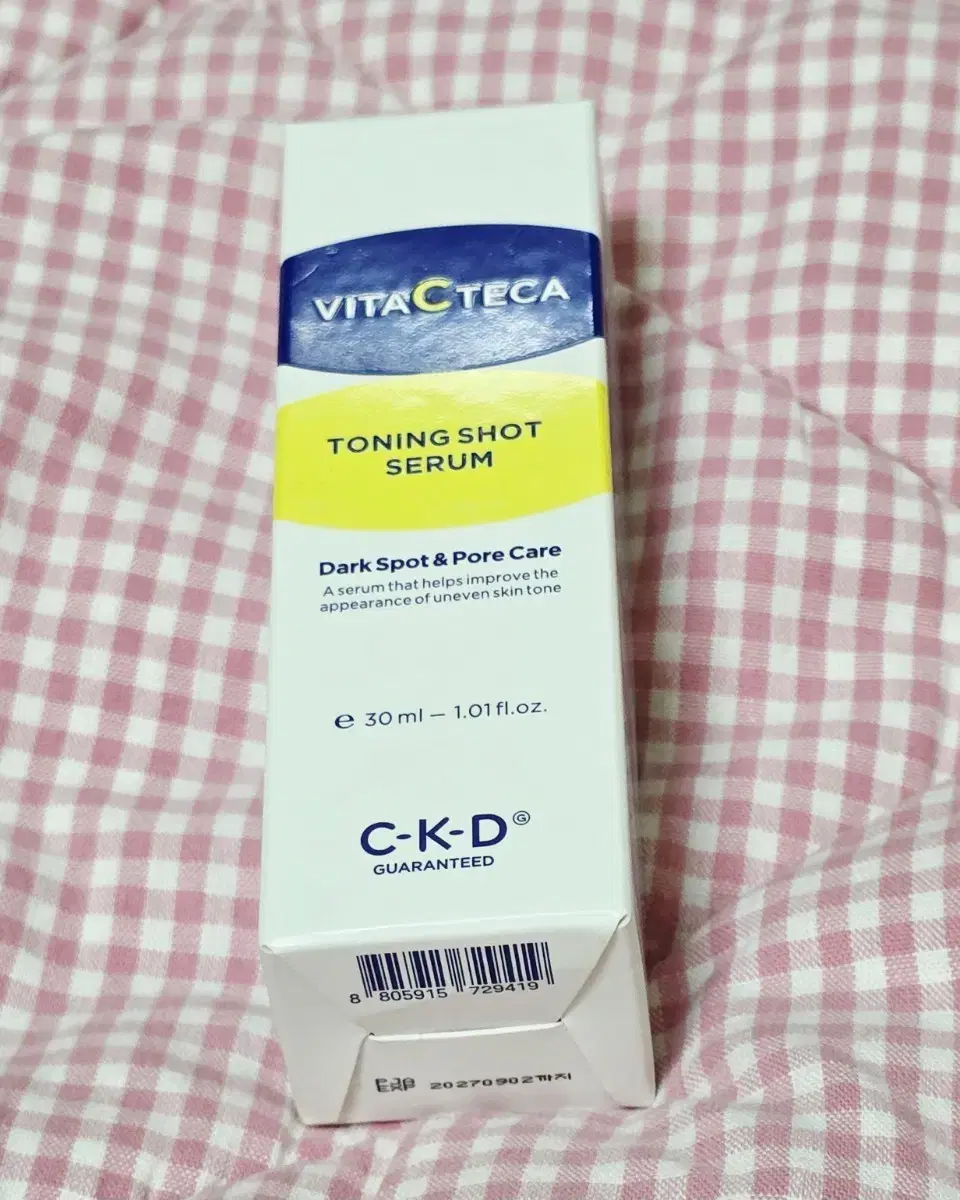 VITACTECA
TONING SHOT
SERUM
Dark Spot & Pore Care
A serum that helps improve the
appearance of uneven skin tone
℮ 30 ml – 1.01 fl.oz.
C-K-D Ⓖ
GUARANTEED
8 805915 729419
EXP 20270902까지